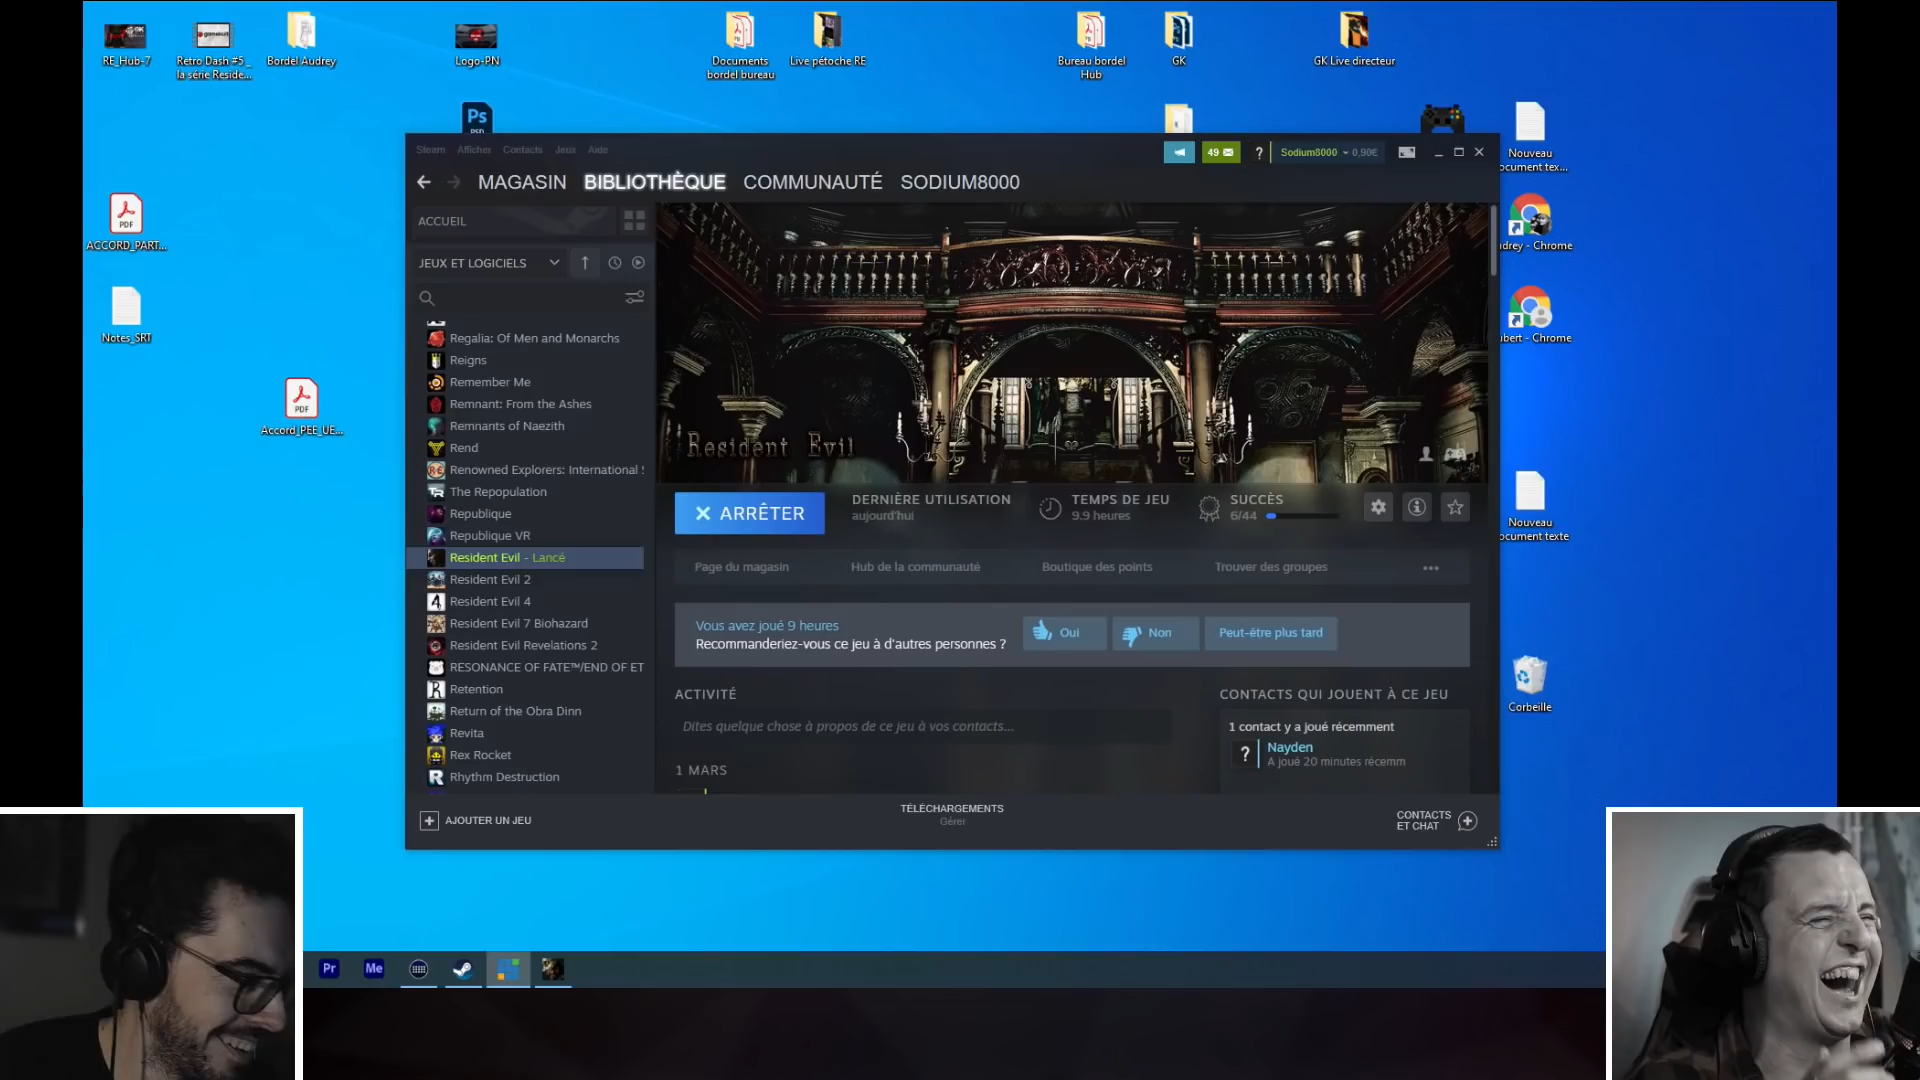 RE_Hub-7
Retro Dash #5_
la série Reside...
Bordel Audrey
Logo-PN
Documents
bordel bureau
Live pétoche RE
Bureau bordel
Hub
GK
GK Live directeur
Ps
PSD
Nouveau
ocument tex...
PDF
ACCORD_PART...
Notes_SRT
PDF
Accord_PEE_UE...
udrey - Chrome
ubert - Chrome
Nouveau
ocument texte
Corbeille
Steam Afficher Contacts Jeux Aide
49 ? Sodium8000 0,90€
MAGASIN BIBLIOTHÈQUE COMMUNAUTÉ SODIUM8000
ACCUEIL
JEUX ET LOGICIELS
Regalia: Of Men and Monarchs
Reigns
Remember Me
Remnant: From the Ashes
Remnants of Naezith
Rend
Renowned Explorers: International S
The Repopulation
Republique
Republique VR
Resident Evil - Lancé
Resident Evil 2
Resident Evil 4
Resident Evil 7 Biohazard
Resident Evil Revelations 2
RESONANCE OF FATE™/END OF ET
Retention
Return of the Obra Dinn
Revita
Rex Rocket
Rhythm Destruction
Resident Evil
ARRÊTER
DERNIÈRE UTILISATION
aujourd'hui
TEMPS DE JEU
9.9 heures
SUCCÈS
6/44
Page du magasin Hub de la communauté Boutique des points Trouver des groupes •••
Vous avez joué 9 heures
Recommanderiez-vous ce jeu à d'autres personnes ?
Oui Non Peut-être plus tard
ACTIVITÉ
Dites quelque chose à propos de ce jeu à vos contacts...
1 MARS
CONTACTS QUI JOUENT À CE JEU
1 contact y a joué récemment
? Nayden
A joué 20 minutes récemm
AJOUTER UN JEU
TÉLÉCHARGEMENTS
Gérer
CONTACTS
ET CHAT
Pr Me